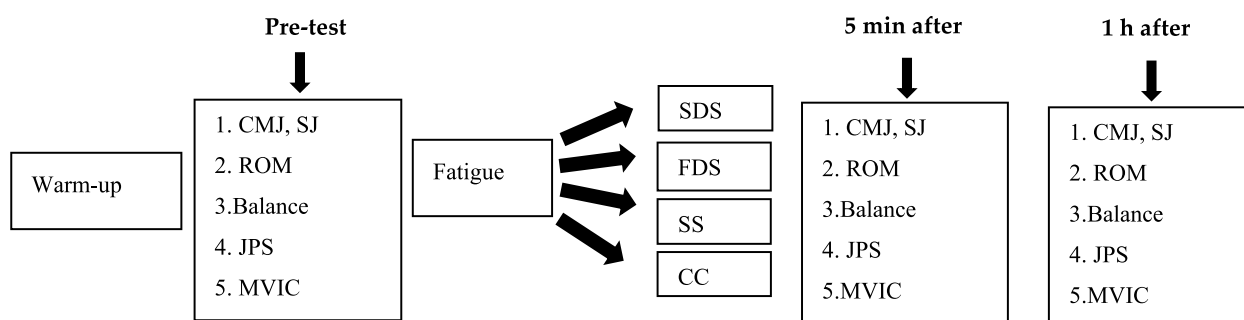 Pre-test
5 min after
1 h after
Warm-up
1. CMJ, SJ
2. ROM
3.Balance
4. JPS
5. MVIC
Fatigue
SDS
FDS
SS
CC
1. CMJ, SJ
2. ROM
3.Balance
4. JPS
5.MVIC
1. CMJ, SJ
2. ROM
3.Balance
4. JPS
5.MVIC